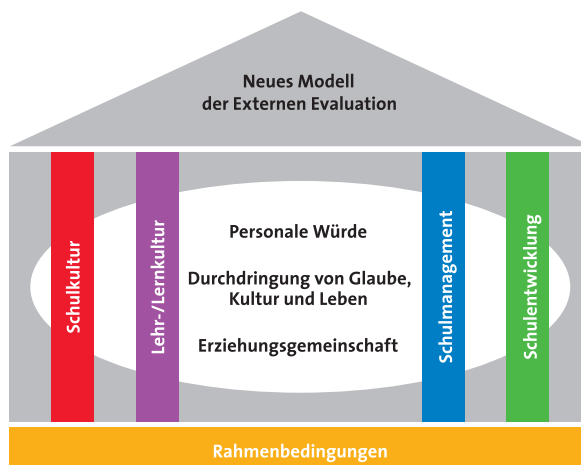 Neues Modell
der Externen Evaluation
Schulkultur
Lehr-/Lernkultur
Personale Würde
Durchdringung von Glaube,
Kultur und Leben
Erziehungsgemeinschaft
Schulmanagement
Schulentwicklung
Rahmenbedingungen